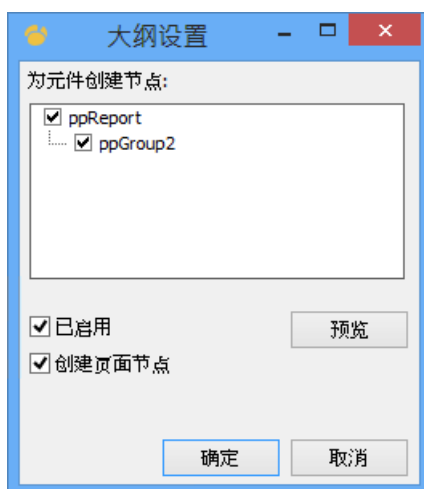 大纲设置
为元件创建节点:
ppReport
ppGroup2
已启用
预览
创建页面节点
确定
取消